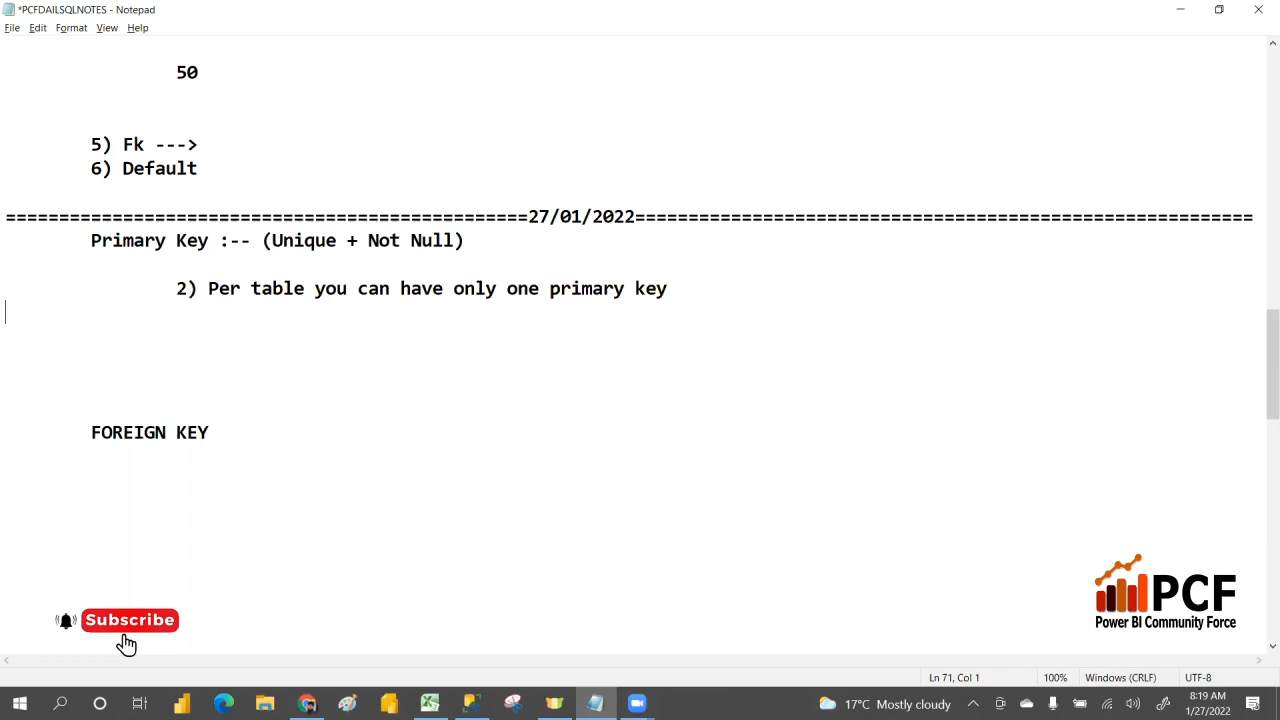 *PCFDAILSQLNOTES - Notepad
File Edit Format View Help
50
5) Fk --->
6) Default
=================================================27/01/2022==========================================================
Primary Key :-- (Unique + Not Null)
2) Per table you can have only one primary key
FOREIGN KEY
PCF
Power BI Community Force
Subscribe
Ln 71, Col 1 100% Windows (CRLF) UTF-8
17°C Mostly cloudy
8:19 AM
1/27/2022